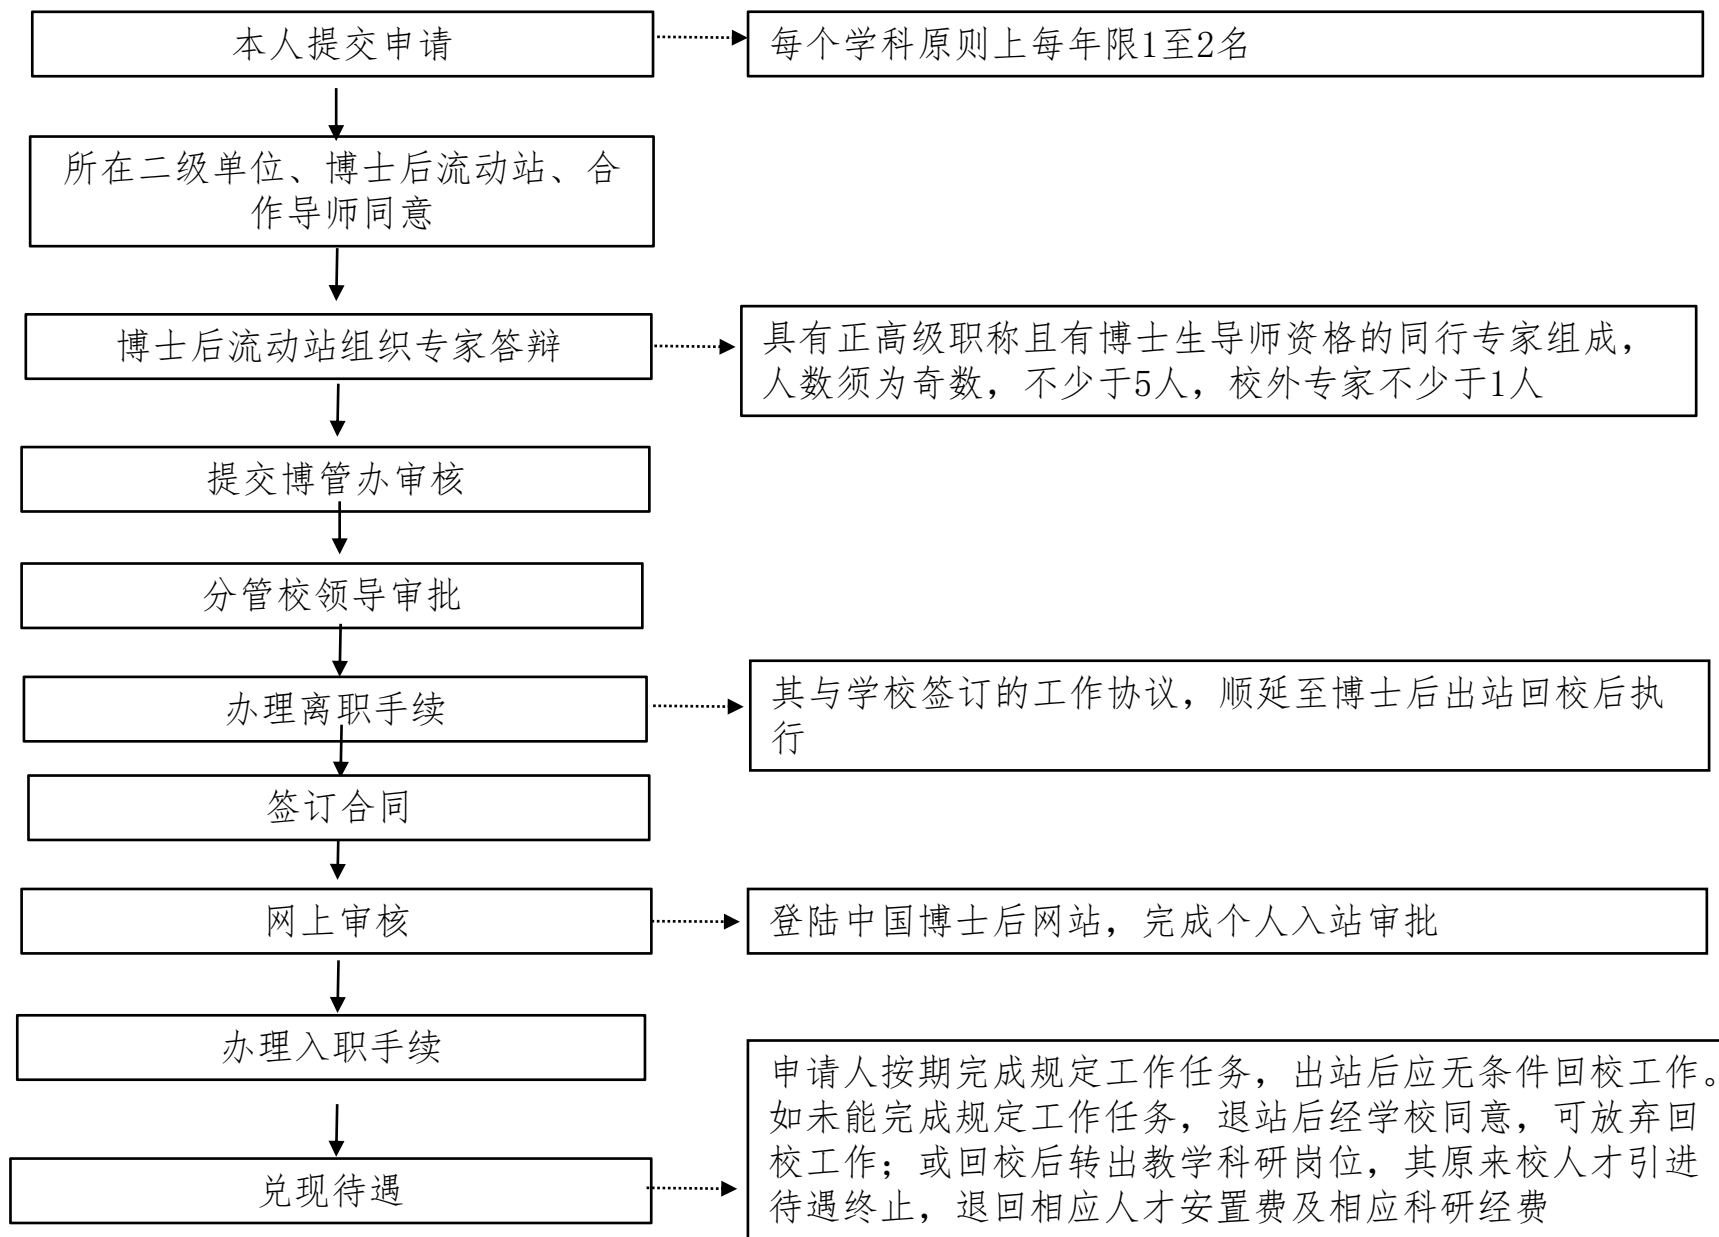 本人提交申请
每个学科原则上每年限1至2名
所在二级单位、博士后流动站、合
作导师同意
博士后流动站组织专家答辩
具有正高级职称且有博士生导师资格的同行专家组成，
人数须为奇数，不少于5人，校外专家不少于1人
提交博管办审核
分管校领导审批
办理离职手续
其与学校签订的工作协议，顺延至博士后出站回校后执
行
签订合同
网上审核
登陆中国博士后网站，完成个人入站审批
办理入职手续
申请人按期完成规定工作任务，出站后应无条件回校工作。
如未能完成规定工作任务，退站后经学校同意，可放弃回
校工作；或回校后转出教学科研岗位，其原来校人才引进
待遇终止，退回相应人才安置费及相应科研经费
兑现待遇